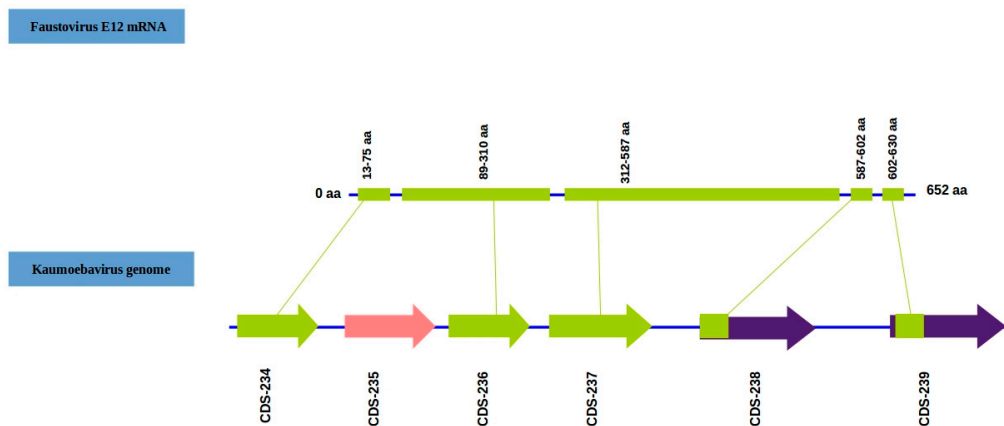 Faustovirus E12 mRNA
13-75 aa
89-310 aa
312-587 aa
587-602 aa
602-630 aa
0 aa
652 aa
Kaumoebavirus genome
CDS-234
CDS-235
CDS-236
CDS-237
CDS-238
CDS-239